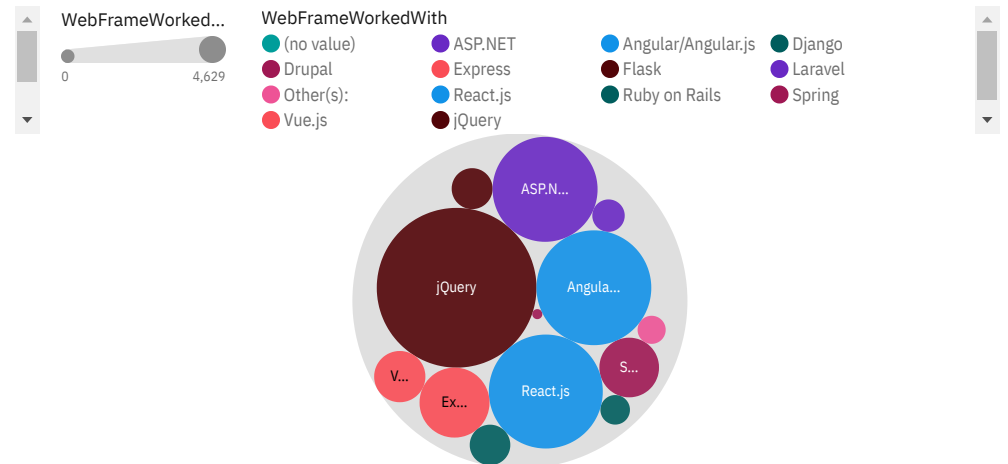 WebFrameWorked...
0 4,629
WebFrameWorkedWith
(no value) ASP.NET Angular/Angular.js Django
Drupal Express Flask Laravel
Other(s): React.js Ruby on Rails Spring
Vue.js jQuery
ASP.N...
jQuery Angula...
S...
V...
Ex... React.js